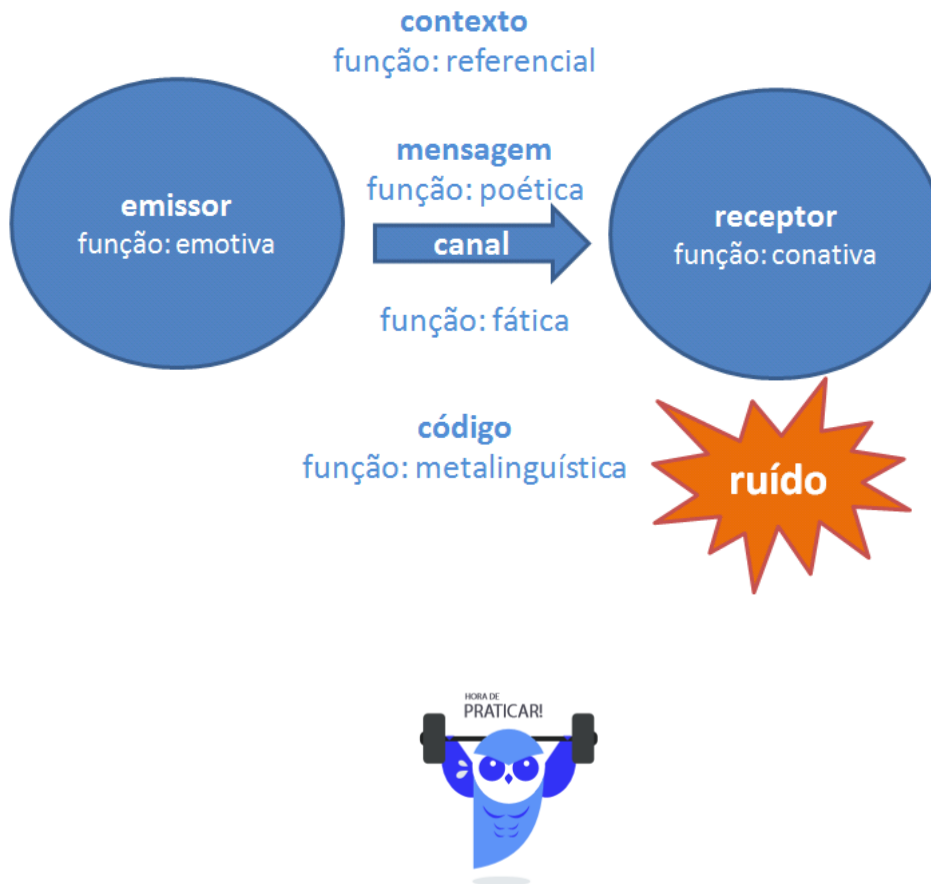 contexto
função: referencial
mensagem
função: poética
emissor
função: emotiva
canal
receptor
função: conativa
função: fática
código
função: metalinguística
ruído
HORA DE
PRATICAR!